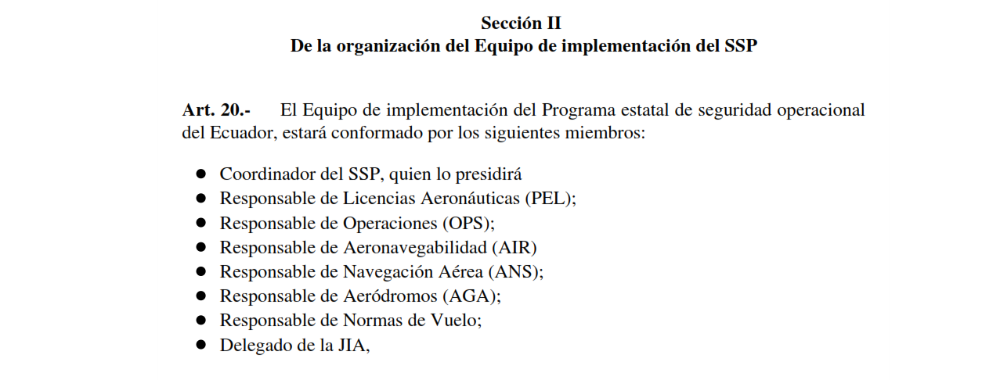 Sección II
De la organización del Equipo de implementación del SSP
Art. 20.- El Equipo de implementación del Programa estatal de seguridad operacional
del Ecuador, estará conformado por los siguientes miembros:
● Coordinador del SSP, quien lo presidirá
● Responsable de Licencias Aeronáuticas (PEL);
● Responsable de Operaciones (OPS);
● Responsable de Aeronavegabilidad (AIR)
● Responsable de Navegación Aérea (ANS);
● Responsable de Aeródromos (AGA);
● Responsable de Normas de Vuelo;
● Delegado de la JIA,